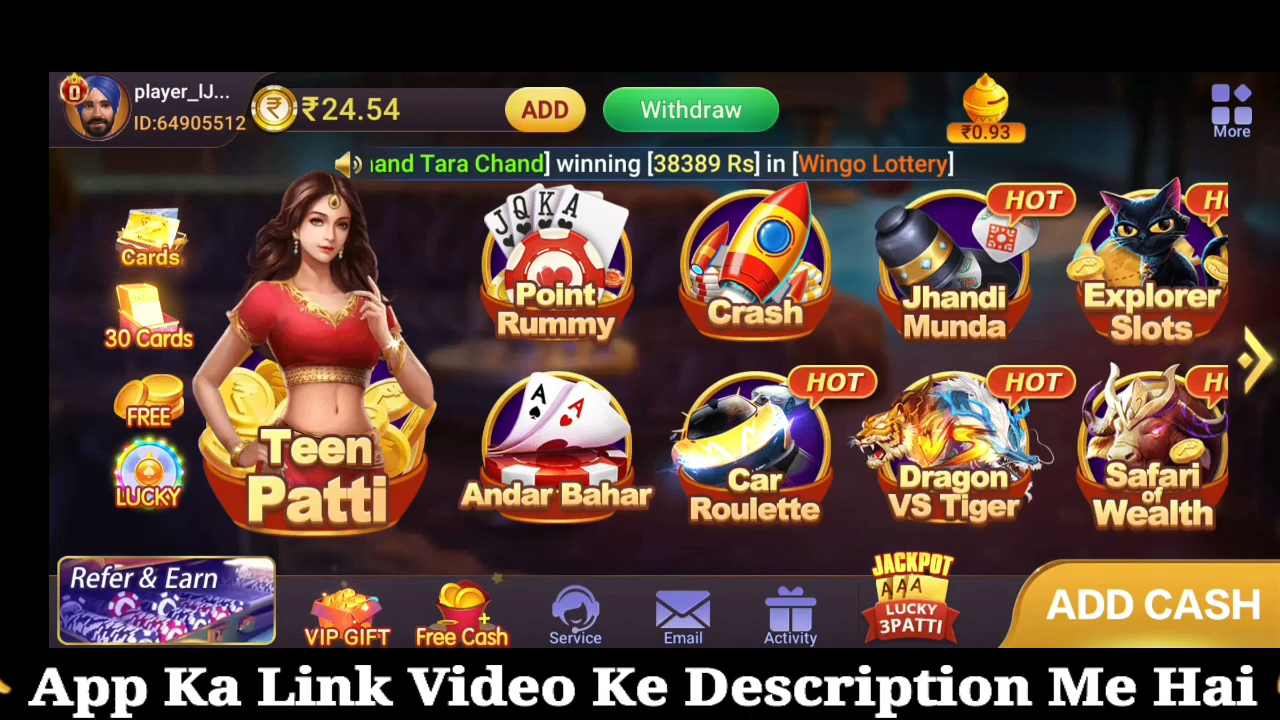 0
player_lJ...
ID:64905512
₹24.54
ADD
Withdraw
₹0.93
More
and Tara Chand] winning [38389 Rs] in [Wingo Lottery]
Cards
30 Cards
FREE
LUCKY
Teen
Patti
J Q K A
Point
Rummy
Crash
HOT
Jhandi
Munda
Explorer
Slots
A A
Andar Bahar
HOT
Car
Roulette
HOT
Dragon
VS Tiger
Safari
of
Wealth
Refer & Earn
VIP GIFT
Free Cash
Service
Email
Activity
JACKPOT
A A A
LUCKY
3PATTI
ADD CASH
App Ka Link Video Ke Description Me Hai